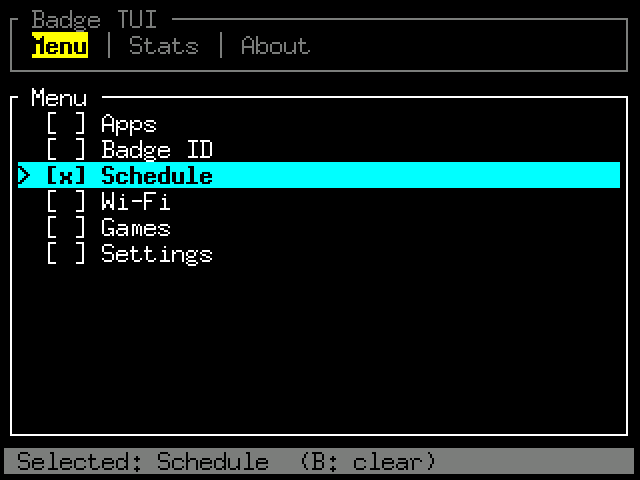 Badge TUI
Menu | Stats | About
Menu
[ ] Apps
[ ] Badge ID
> [x] Schedule
[ ] Wi-Fi
[ ] Games
[ ] Settings
Selected: Schedule  (B: clear)